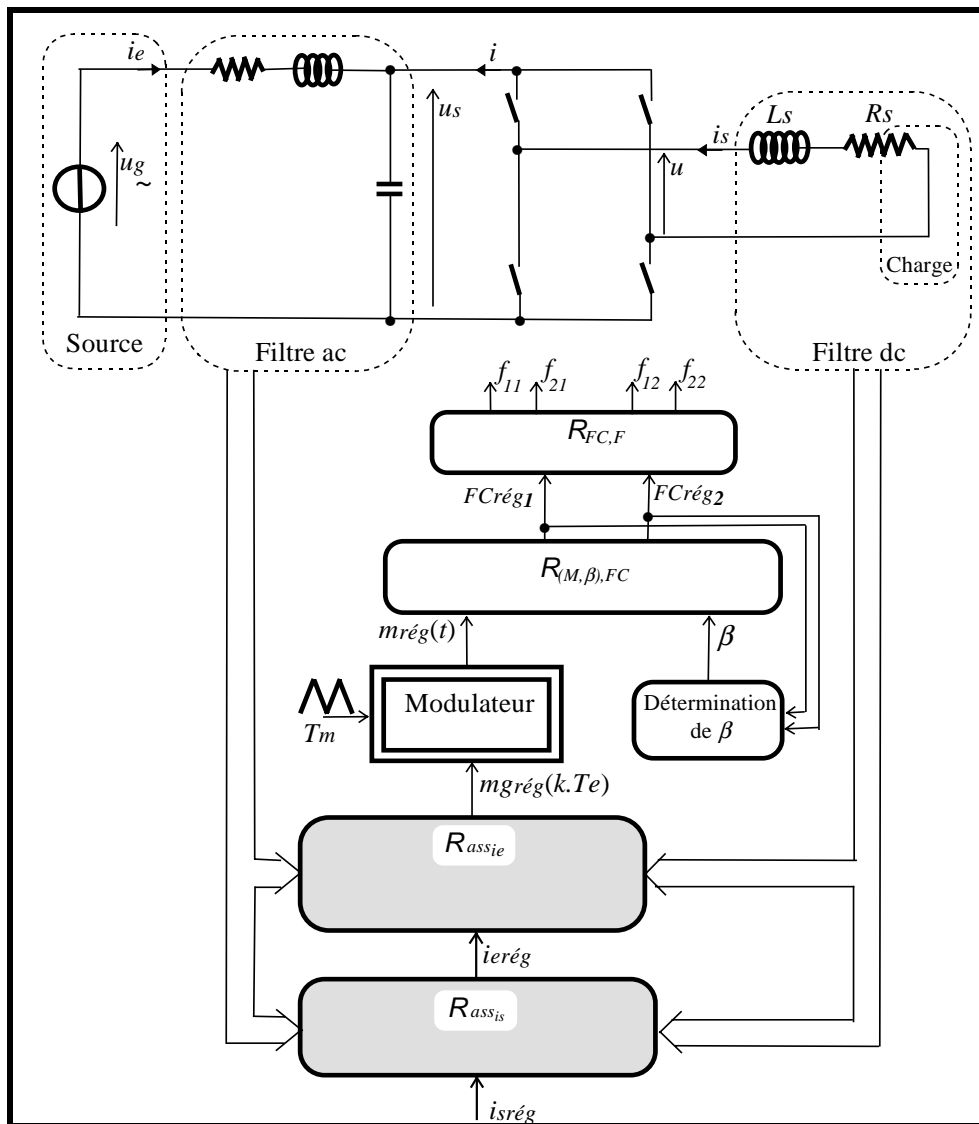 ie
i
Ls
Rs
us
is
ug
~
u
Charge
Source
Filtre ac
Filtre dc
f11
f21
f12
f22
RFC,F
FCrég1
FCrég2
R(M,β),FC
mrég(t)
β
Modulateur
Détermination
de β
Tm
mgrég(k.Te)
Rassie
ierég
Rassis
isrég